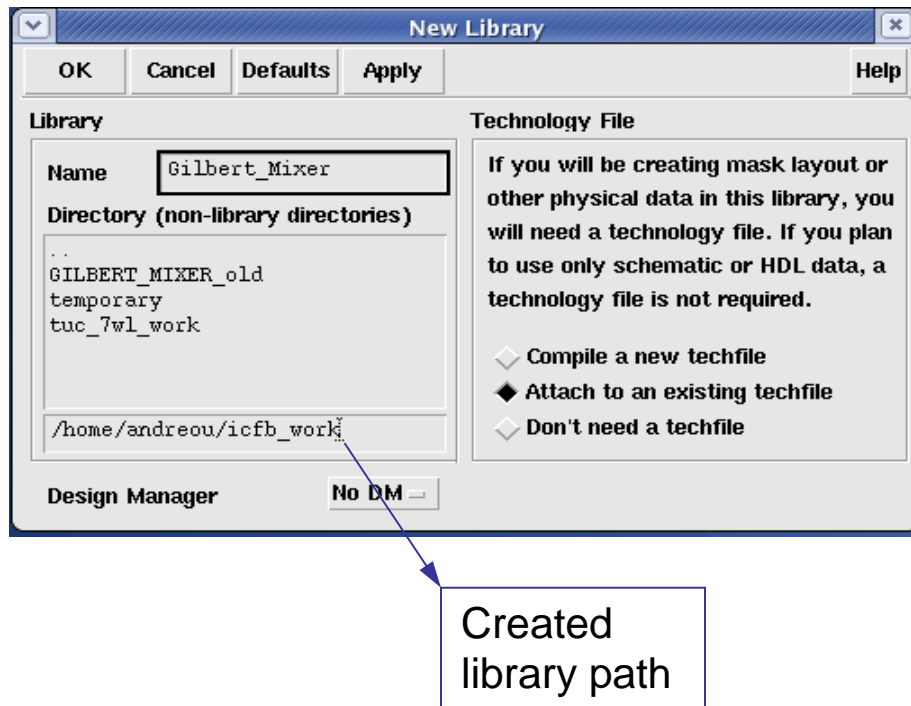 New Library
OK Cancel Defaults Apply Help
Library
Name Gilbert_Mixer
Directory (non-library directories)
..
GILBERT_MIXER_old
temporary
tuc_7wl_work
/home/andreou/icfb_work
Design Manager No DM
Technology File
If you will be creating mask layout or
other physical data in this library, you
will need a technology file. If you plan
to use only schematic or HDL data, a
technology file is not required.
Compile a new techfile
Attach to an existing techfile
Don't need a techfile
Created
library path